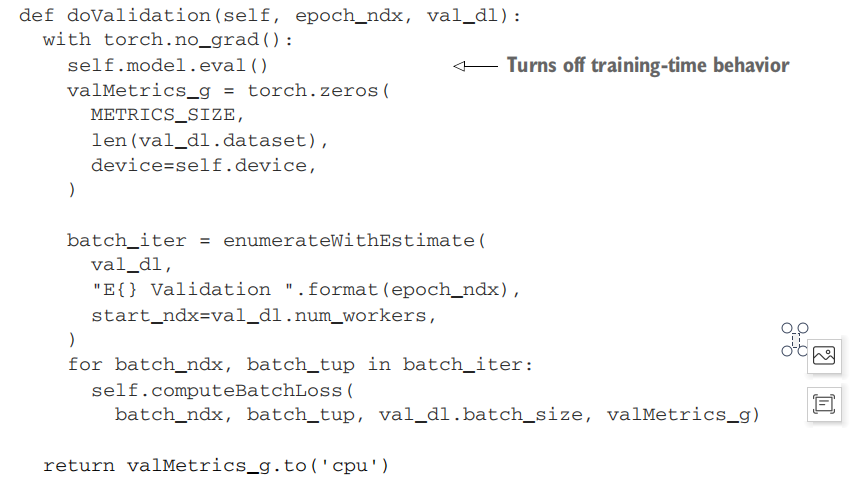 def doValidation(self, epoch_ndx, val_dl):
with torch.no_grad():
self.model.eval()
Turns off training-time behavior
valMetrics_g = torch.zeros(
METRICS_SIZE,
len(val_dl.dataset),
device=self.device,
)
batch_iter = enumerateWithEstimate(
val_dl,
"E{} Validation ".format(epoch_ndx),
start_ndx=val_dl.num_workers,
)
for batch_ndx, batch_tup in batch_iter:
self.computeBatchLoss(
batch_ndx, batch_tup, val_dl.batch_size, valMetrics_g)
return valMetrics_g.to('cpu')